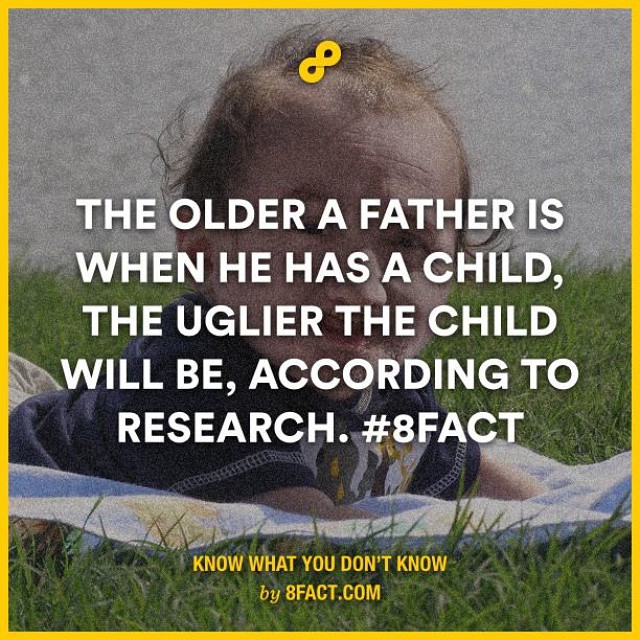 THE OLDER A FATHER IS
WHEN HE HAS A CHILD,
THE UGLIER THE CHILD
WILL BE, ACCORDING TO
RESEARCH. #8FACT
KNOW WHAT YOU DON'T KNOW
by 8FACT.COM